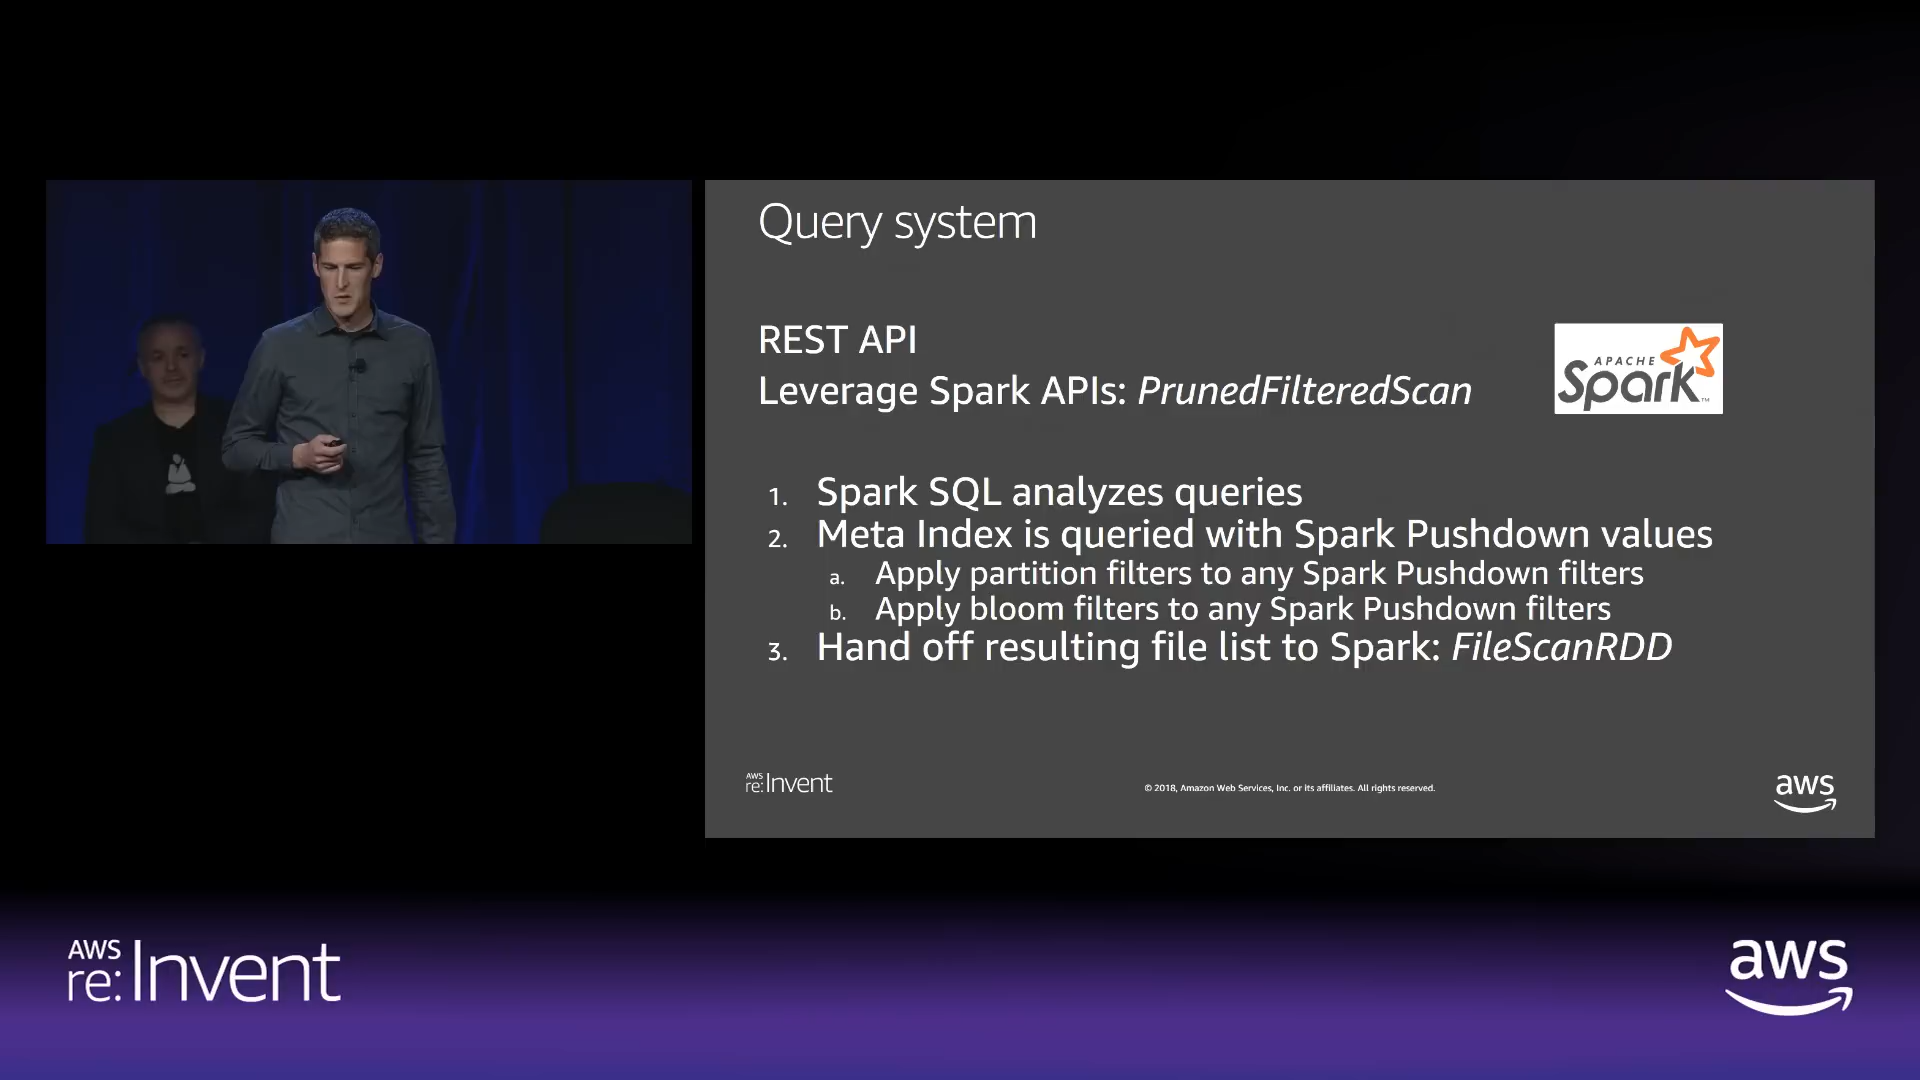 Query system
REST API
Leverage Spark APIs: PrunedFilteredScan
APACHE
Spark™
1. Spark SQL analyzes queries
2. Meta Index is queried with Spark Pushdown values
a. Apply partition filters to any Spark Pushdown filters
b. Apply bloom filters to any Spark Pushdown filters
3. Hand off resulting file list to Spark: FileScanRDD
AWS
re:Invent
© 2018, Amazon Web Services, Inc. or its affiliates. All rights reserved.
aws
AWS
re:Invent
aws